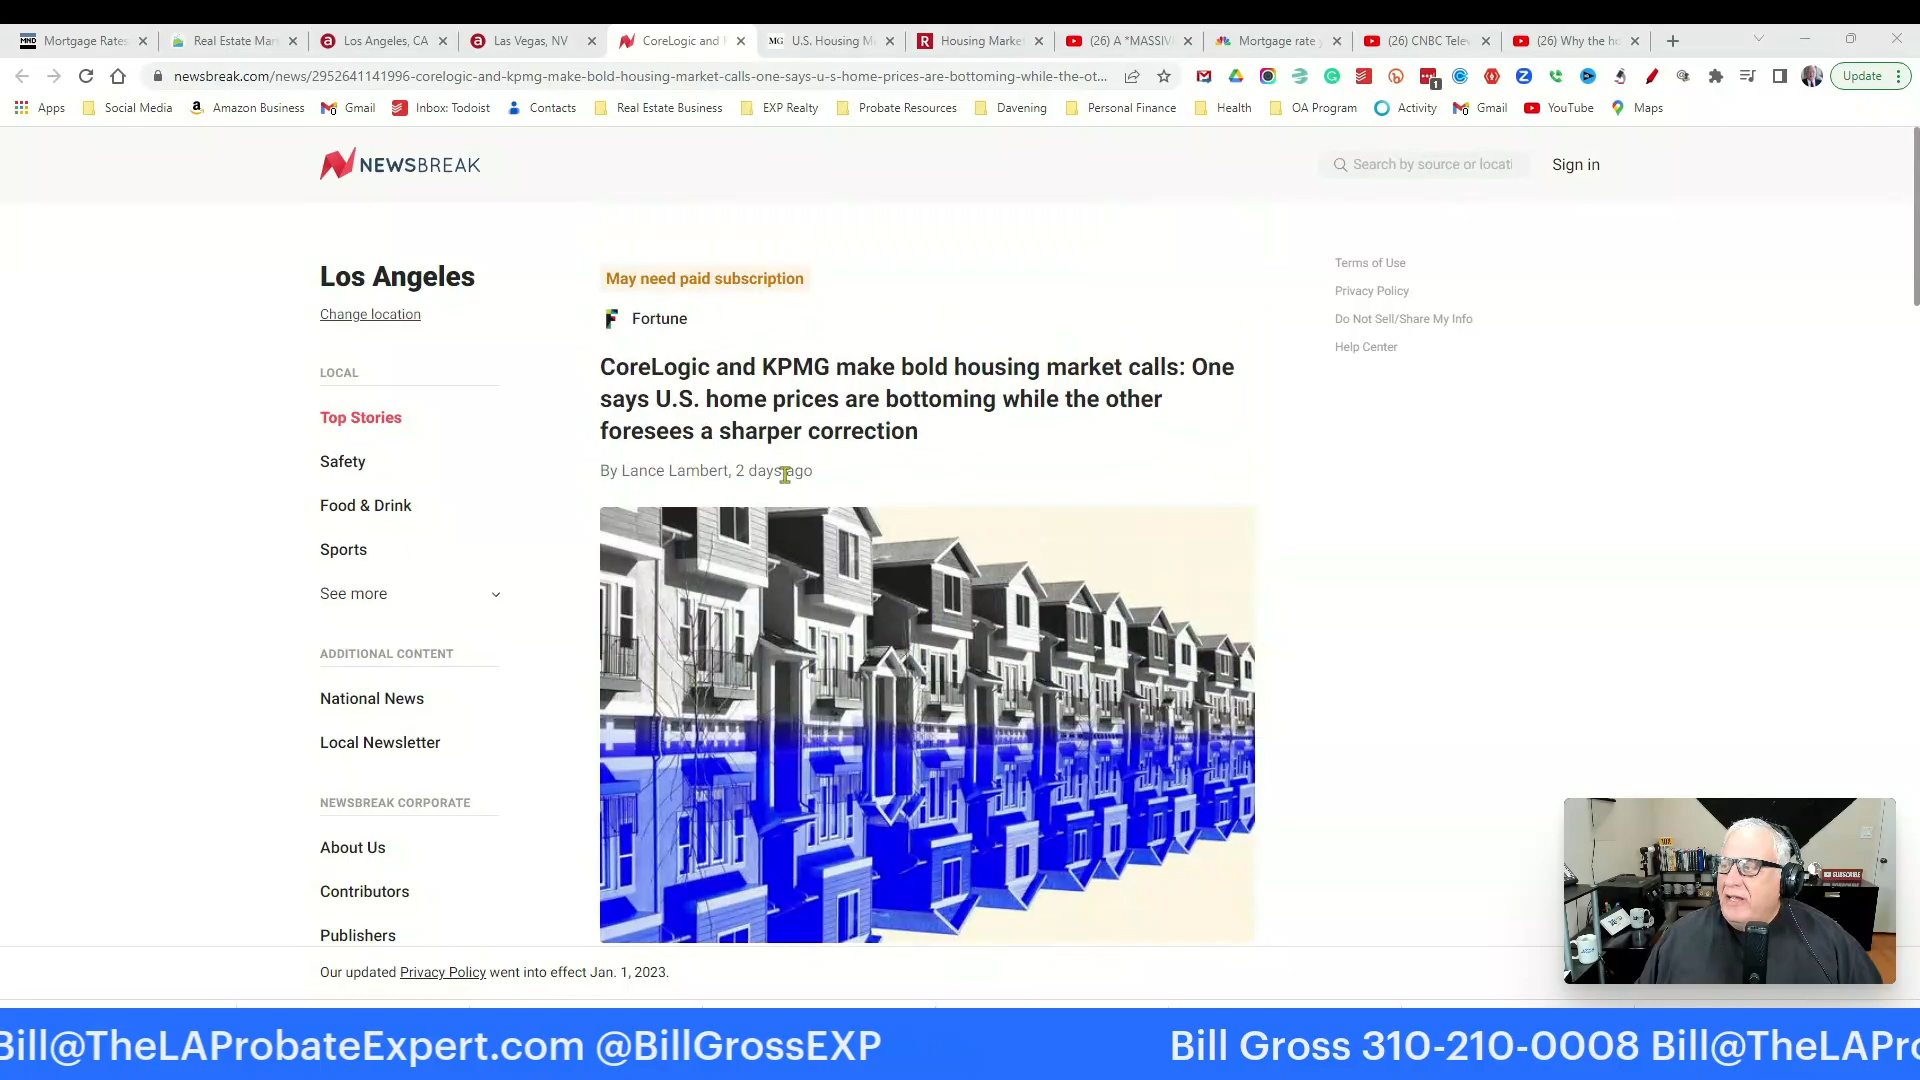 Mortgage Rates
Real Estate Mar
Los Angeles, CA
Las Vegas, NV
CoreLogic and
MG U.S. Housing M
Housing Market
(26) A *MASSIV
Mortgage rate
(26) CNBC Telev
(26) Why the ho
newsbreak.com/news/2952641141996-corelogic-and-kpmg-make-bold-housing-market-calls-one-says-u-s-home-prices-are-bottoming-while-the-ot...
Update
Apps
Social Media
Amazon Business
Gmail
Inbox: Todoist
Contacts
Real Estate Business
EXP Realty
Probate Resources
Davening
Personal Finance
Health
OA Program
Activity
Gmail
YouTube
Maps
NEWSBREAK
Search by source or locati
Sign in
Los Angeles
Change location
LOCAL
Top Stories
Safety
Food & Drink
Sports
See more
ADDITIONAL CONTENT
National News
Local Newsletter
NEWSBREAK CORPORATE
About Us
Contributors
Publishers
May need paid subscription
Fortune
CoreLogic and KPMG make bold housing market calls: One
says U.S. home prices are bottoming while the other
foresees a sharper correction
By Lance Lambert, 2 days ago
Terms of Use
Privacy Policy
Do Not Sell/Share My Info
Help Center
SUBSCRIBE
Our updated Privacy Policy went into effect Jan. 1, 2023.
Bill@TheLAProbateExpert.com @BillGrossEXP
Bill Gross 310-210-0008 Bill@TheLAPro